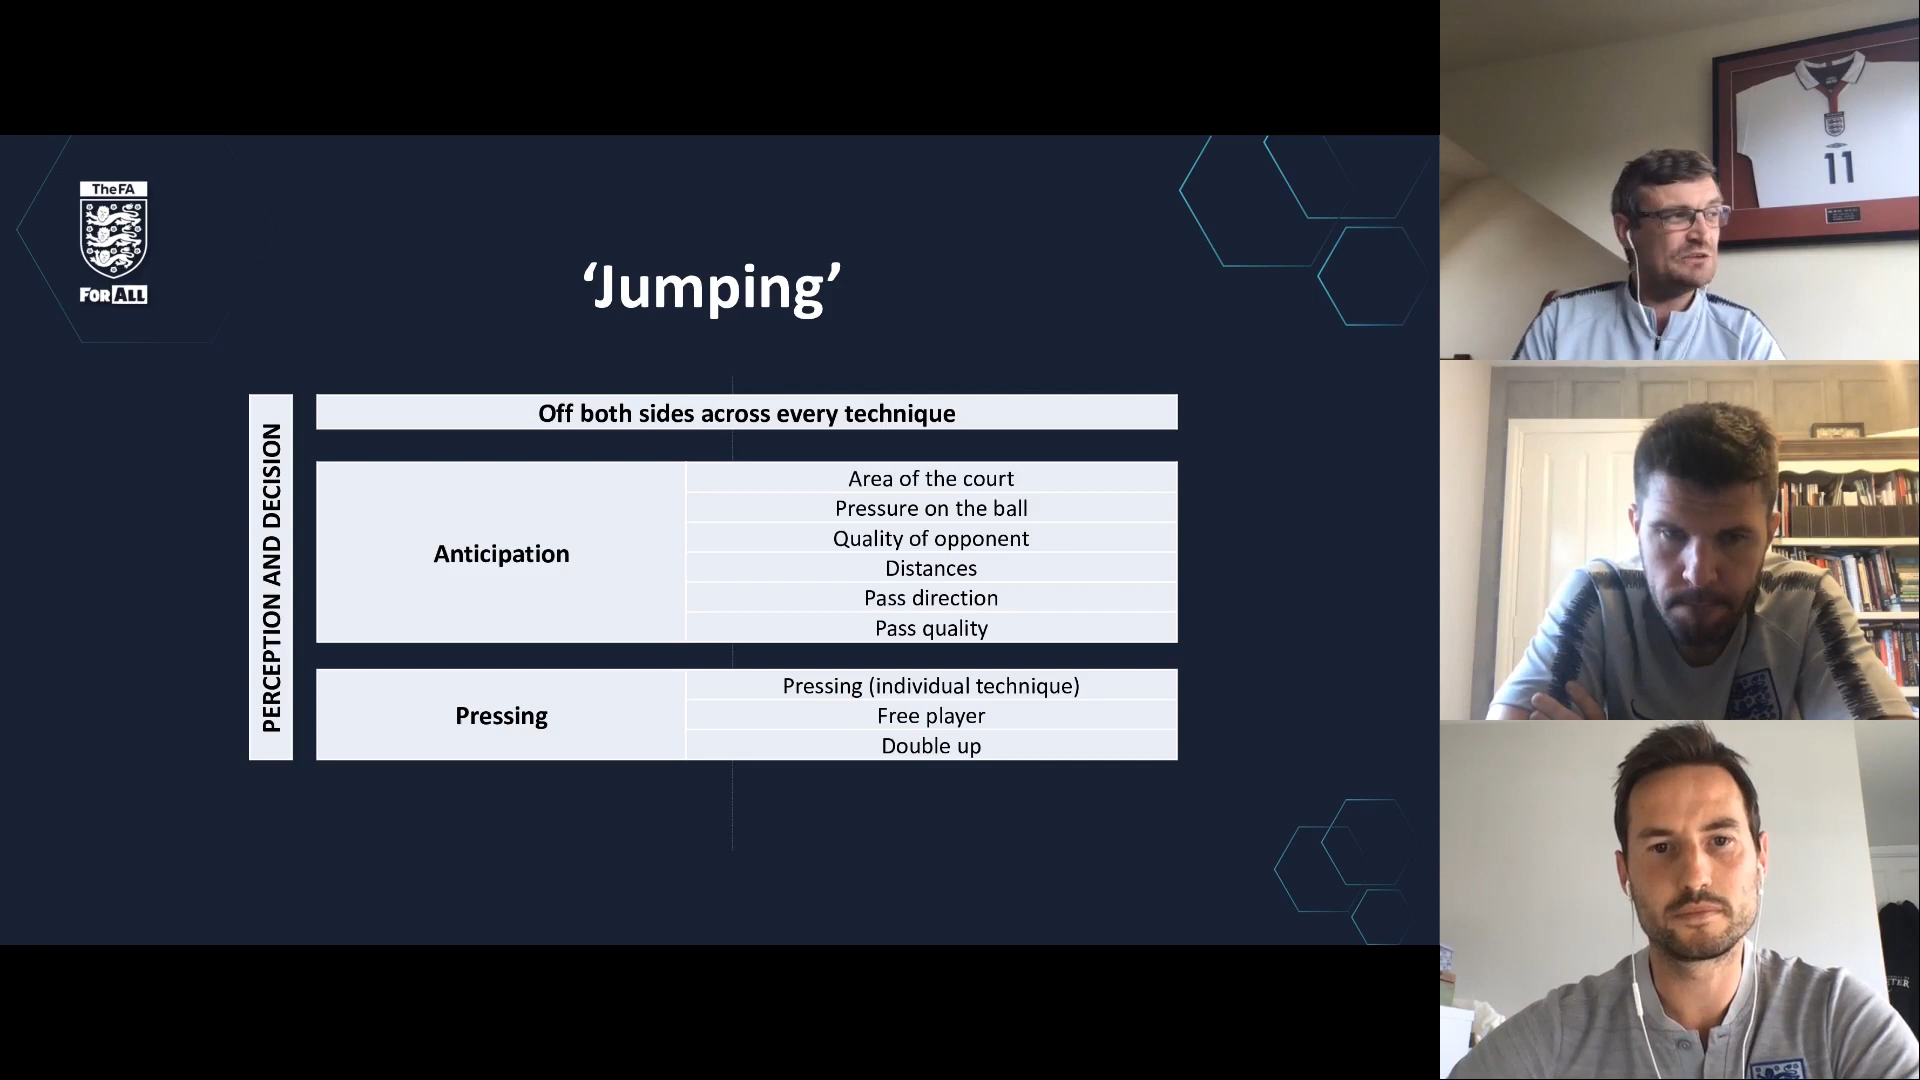 The FA
FOR ALL
‘Jumping’
PERCEPTION AND DECISION
Off both sides across every technique
Anticipation
Area of the court
Pressure on the ball
Quality of opponent
Distances
Pass direction
Pass quality
Pressing
Pressing (individual technique)
Free player
Double up
11